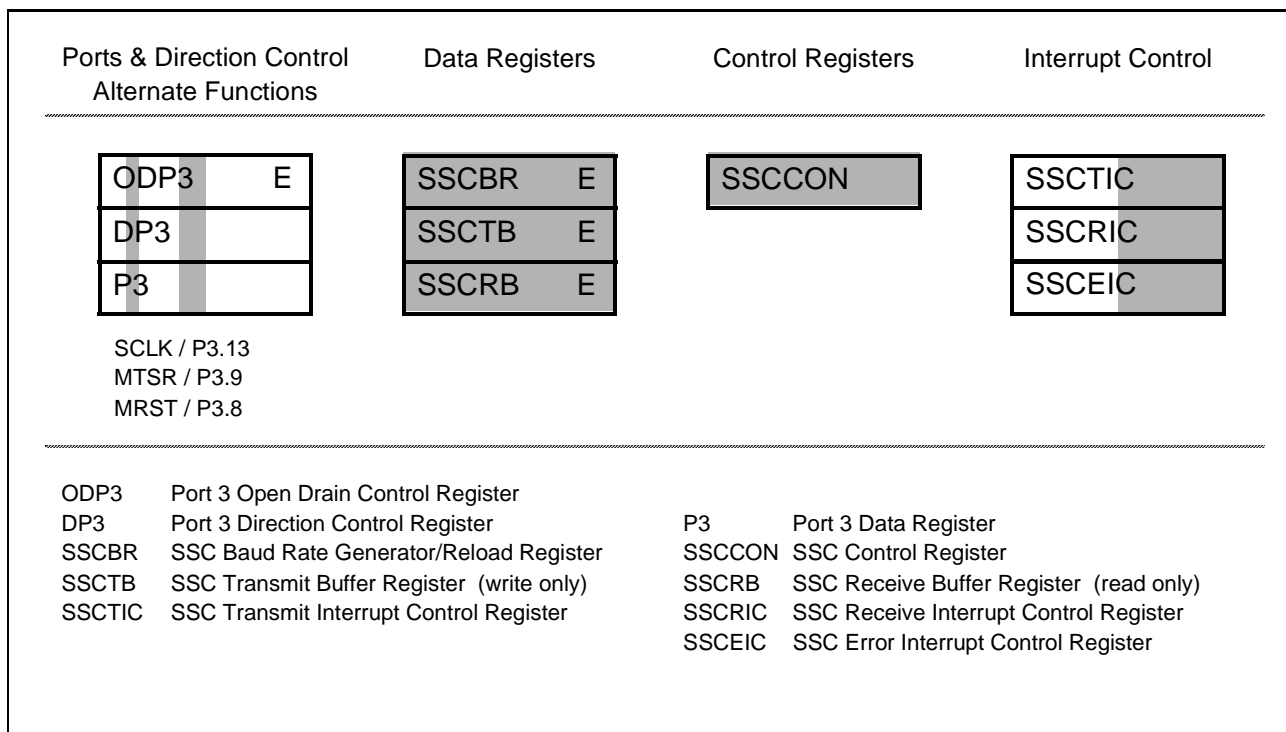 Ports & Direction Control
Alternate Functions
Data Registers
Control Registers
Interrupt Control
ODP3 E
DP3
P3
SSCBR E
SSCTB E
SSCRB E
SSCCON
SSCTIC
SSCRIC
SSCEIC
SCLK / P3.13
MTSR / P3.9
MRST / P3.8
ODP3 Port 3 Open Drain Control Register
DP3 Port 3 Direction Control Register
SSCBR SSC Baud Rate Generator/Reload Register
SSCTB SSC Transmit Buffer Register (write only)
SSCTIC SSC Transmit Interrupt Control Register
P3 Port 3 Data Register
SSCCON SSC Control Register
SSCRB SSC Receive Buffer Register (read only)
SSCRIC SSC Receive Interrupt Control Register
SSCEIC SSC Error Interrupt Control Register